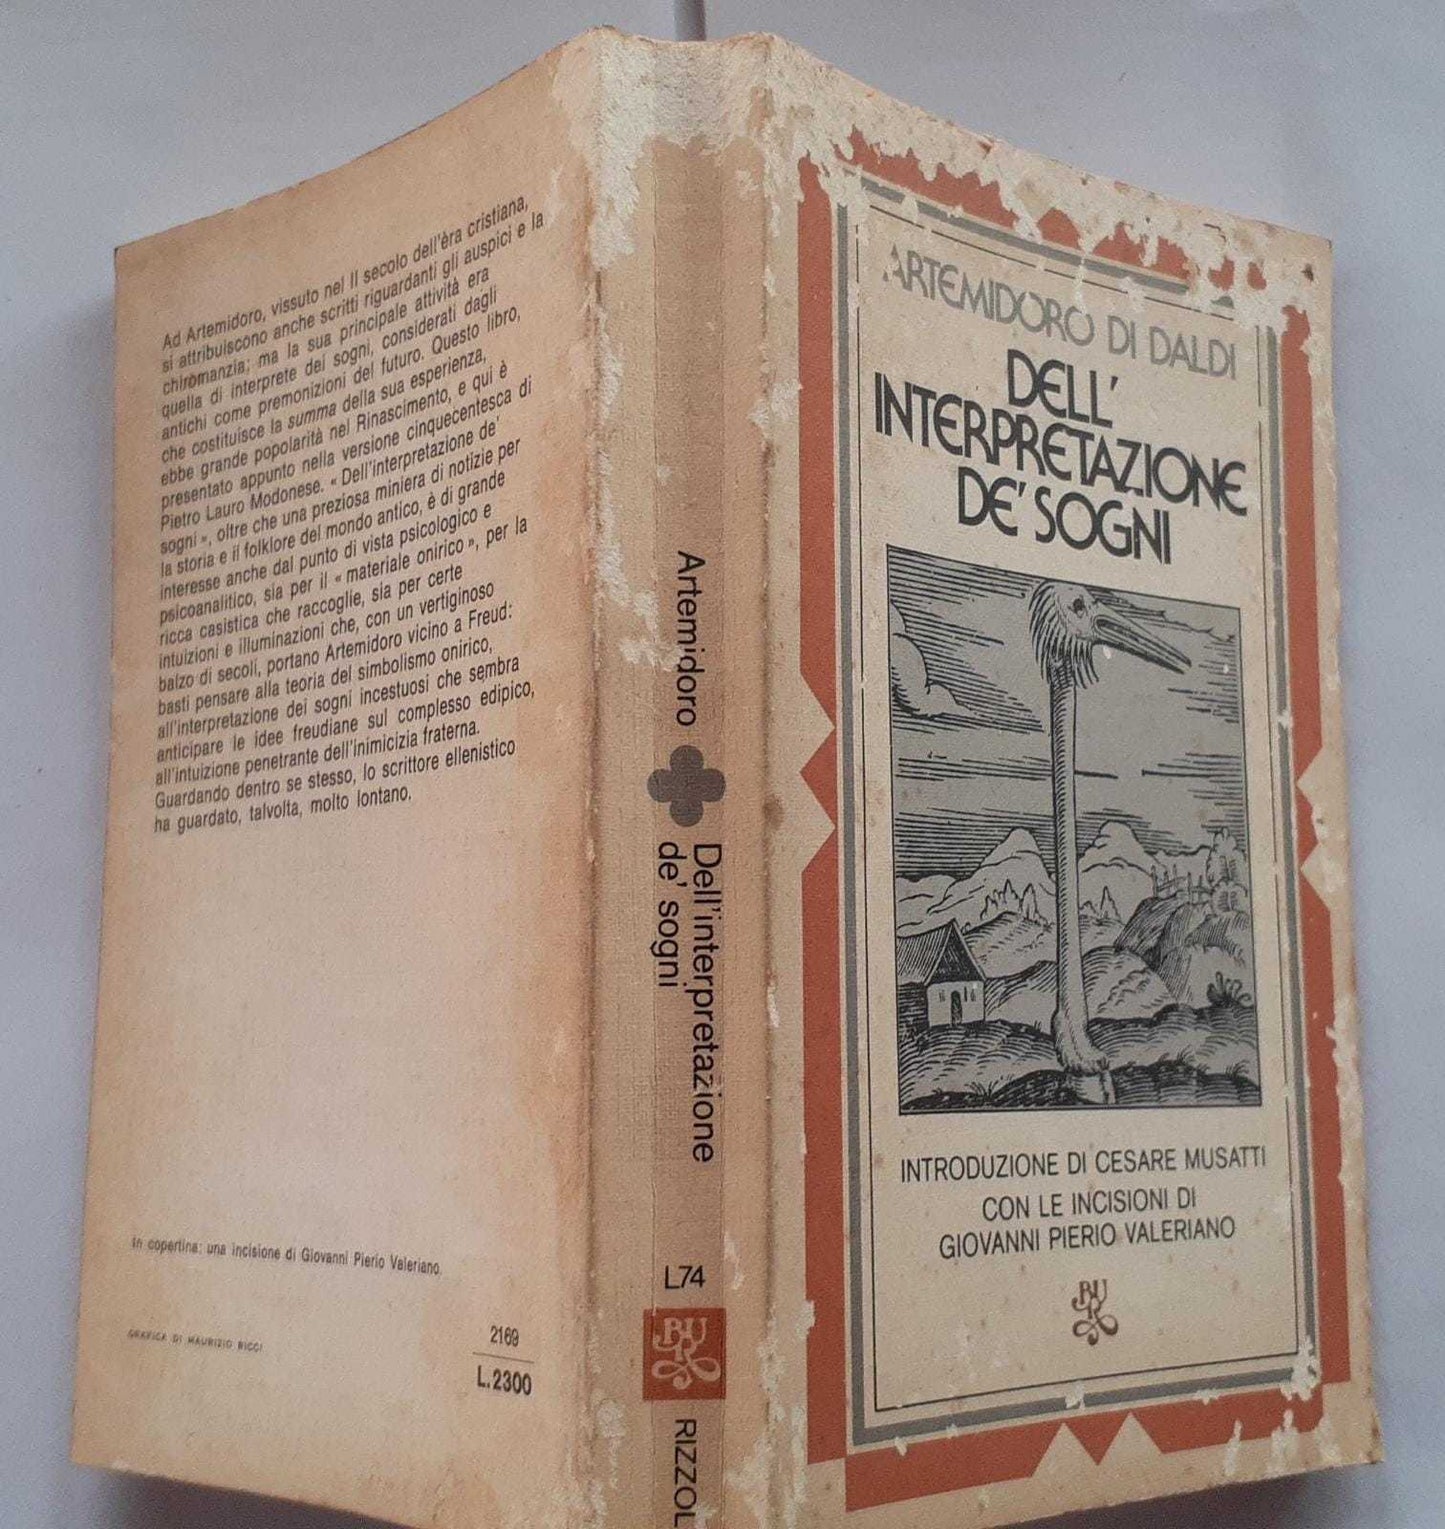 Ad Artemidoro, vissuto nel II secolo dell'èra cristiana,
si attribuiscono anche scritti riguardanti gli auspici e la
chiromanzia; ma la sua principale attività era
quella di interprete dei sogni, considerati dagli
antichi come premonizioni del futuro. Questo libro,
che costituisce la summa della sua esperienza,
ebbe grande popolarità nel Rinascimento, e qui è
presentato appunto nella versione cinquecentesca di
Pietro Lauro Modonese. « Dell'interpretazione de'
sogni », oltre che una preziosa miniera di notizie per
la storia e il folklore del mondo antico, è di grande
interesse anche dal punto di vista psicologico e
psicoanalitico, sia per il « materiale onirico », per la
ricca casistica che raccoglie, sia per certe
intuizioni e illuminazioni che, con un vertiginoso
balzo di secoli, portano Artemidoro vicino a Freud:
basti pensare alla teoria del simbolismo onirico,
all'interpretazione dei sogni incestuosi che sembra
anticipare le idee freudiane sul complesso edipico,
all'intuizione penetrante dell'inimicizia fraterna.
Guardando dentro se stesso, lo scrittore ellenistico
ha guardato, talvolta, molto lontano.
In copertina: una incisione di Giovanni Pierio Valeriano.
GRAFICA DI MAURIZIO RICCI
2169
L.2300
Artemidoro
Dell'interpretazione
de' sogni
L74
BUR
RIZZOL
ARTEMIDORO DI DALDI
DELL'
INTERPRETAZIONE
DE' SOGNI
INTRODUZIONE DI CESARE MUSATTI
CON LE INCISIONI DI
GIOVANNI PIERIO VALERIANO
BUR